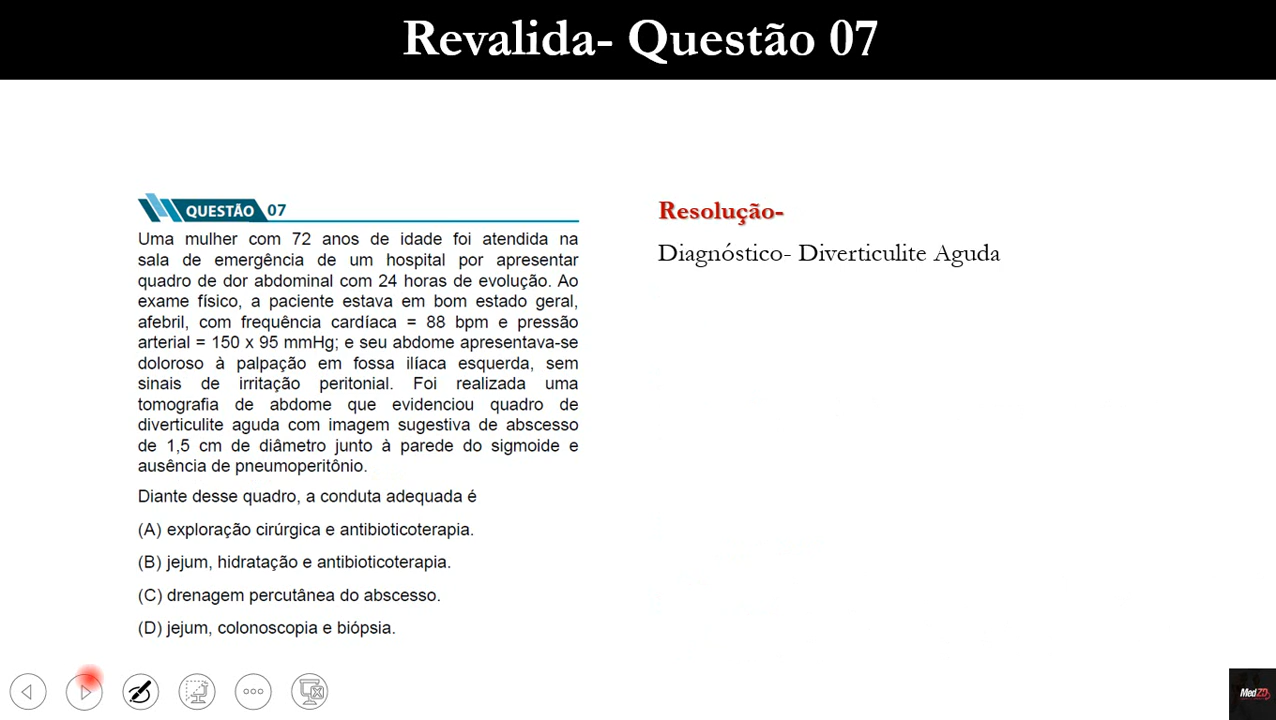 Revalida- Questão 07
QUESTÃO 07
Uma mulher com 72 anos de idade foi atendida na
sala de emergência de um hospital por apresentar
quadro de dor abdominal com 24 horas de evolução. Ao
exame físico, a paciente estava em bom estado geral,
afebril, com frequência cardíaca = 88 bpm e pressão
arterial = 150 x 95 mmHg; e seu abdome apresentava-se
doloroso à palpação em fossa ilíaca esquerda, sem
sinais de irritação peritonial. Foi realizada uma
tomografia de abdome que evidenciou quadro de
diverticulite aguda com imagem sugestiva de abscesso
de 1,5 cm de diâmetro junto à parede do sigmoide e
ausência de pneumoperitônio.
Diante desse quadro, a conduta adequada é
(A) exploração cirúrgica e antibioticoterapia.
(B) jejum, hidratação e antibioticoterapia.
(C) drenagem percutânea do abscesso.
(D) jejum, colonoscopia e biópsia.
Resolução-
Diagnóstico- Diverticulite Aguda
MedZD